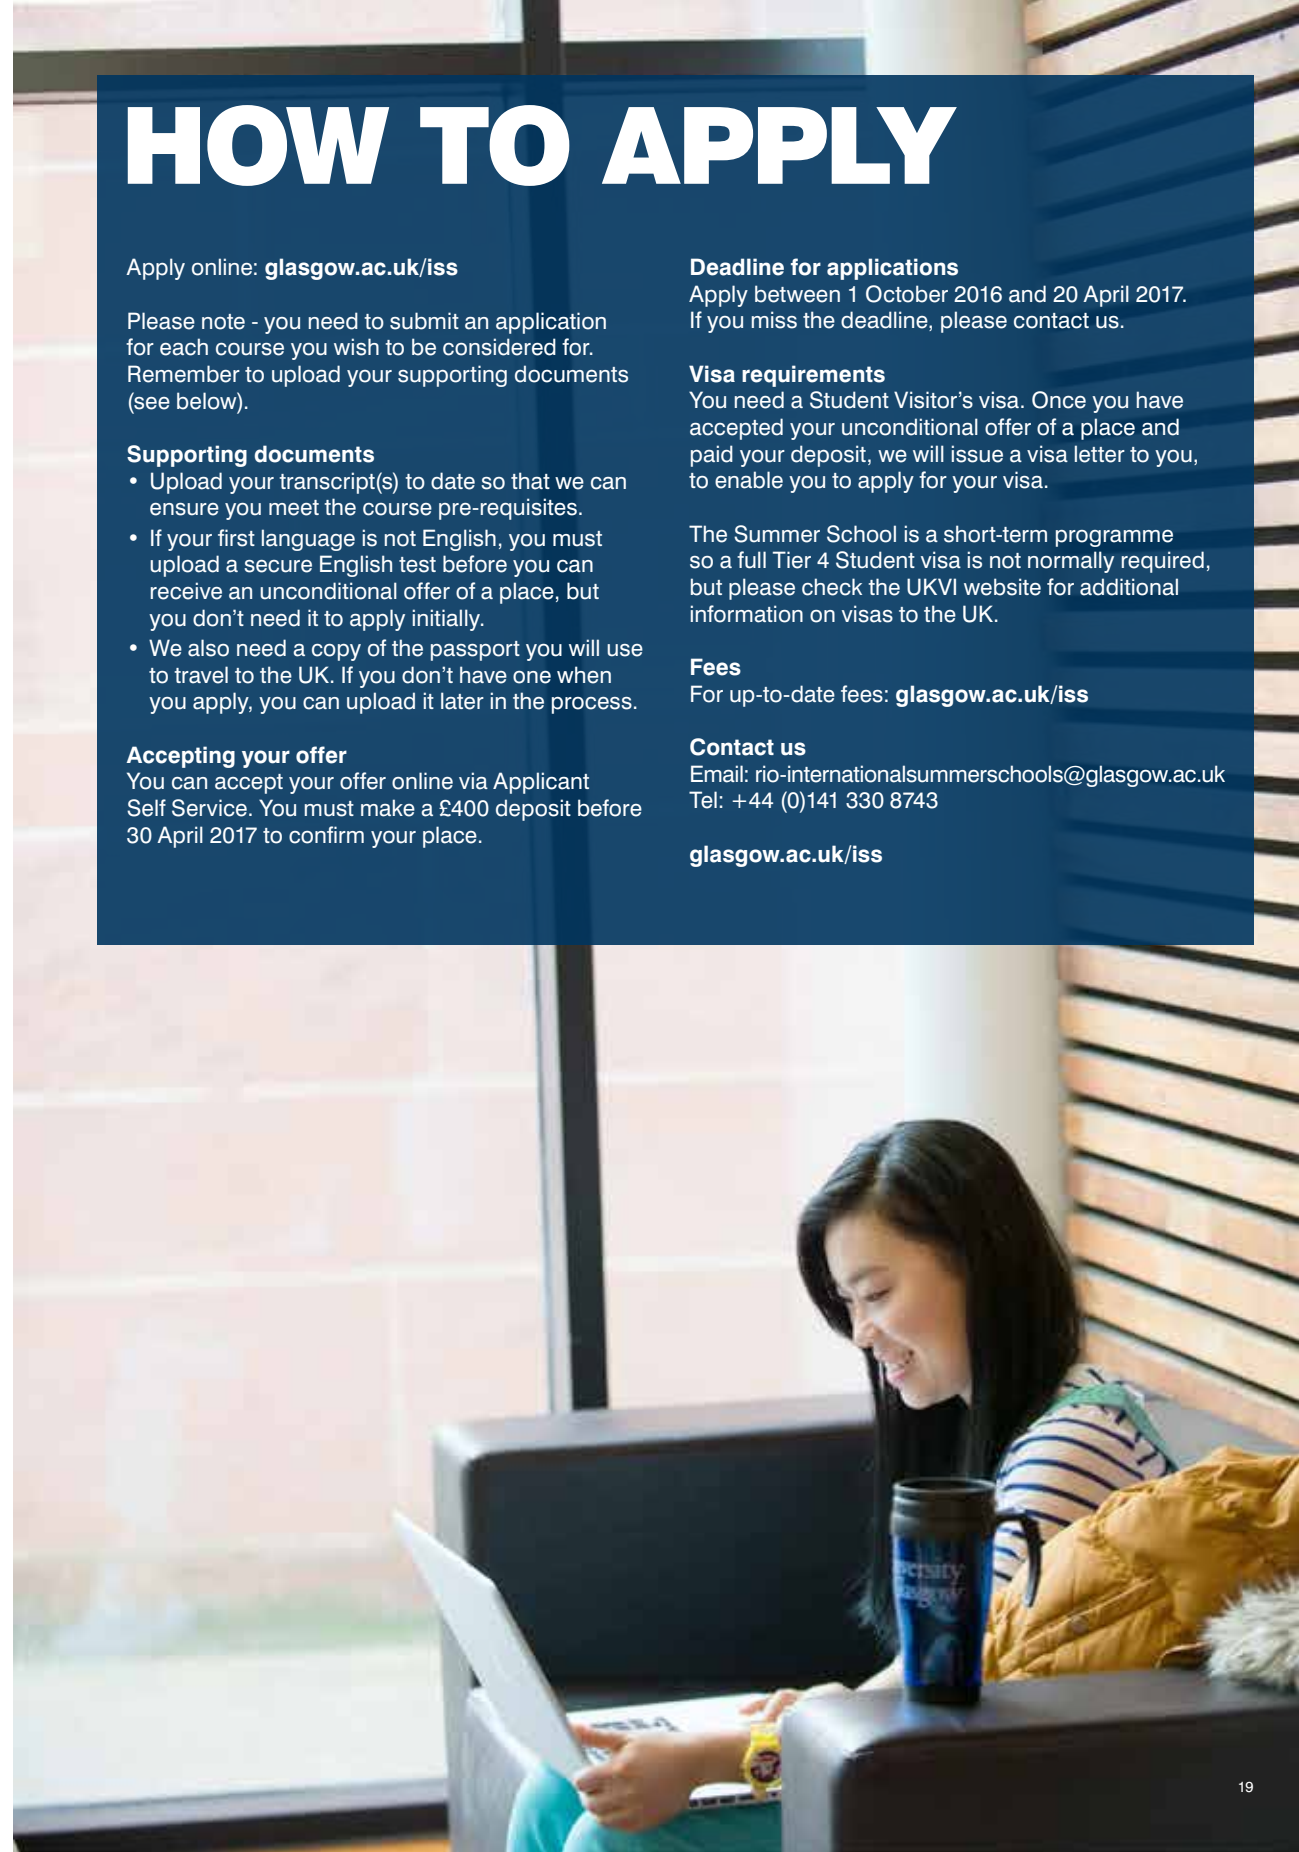 HOW TO APPLY
Apply online: glasgow.ac.uk/iss
Please note - you need to submit an application
for each course you wish to be considered for.
Remember to upload your supporting documents
(see below).
Supporting documents
• Upload your transcript(s) to date so that we can
ensure you meet the course pre-requisites.
• If your first language is not English, you must
upload a secure English test before you can
receive an unconditional offer of a place, but
you don't need it to apply initially.
• We also need a copy of the passport you will use
to travel to the UK. If you don't have one when
you apply, you can upload it later in the process.
Accepting your offer
You can accept your offer online via Applicant
Self Service. You must make a £400 deposit before
30 April 2017 to confirm your place.
Deadline for applications
Apply between 1 October 2016 and 20 April 2017.
If you miss the deadline, please contact us.
Visa requirements
You need a Student Visitor's visa. Once you have
accepted your unconditional offer of a place and
paid your deposit, we will issue a visa letter to you,
to enable you to apply for your visa.
The Summer School is a short-term programme
so a full Tier 4 Student visa is not normally required,
but please check the UKVI website for additional
information on visas to the UK.
Fees
For up-to-date fees: glasgow.ac.uk/iss
Contact us
Email: rio-internationalsummerschools@glasgow.ac.uk
Tel: +44 (0)141 330 8743
glasgow.ac.uk/iss
19